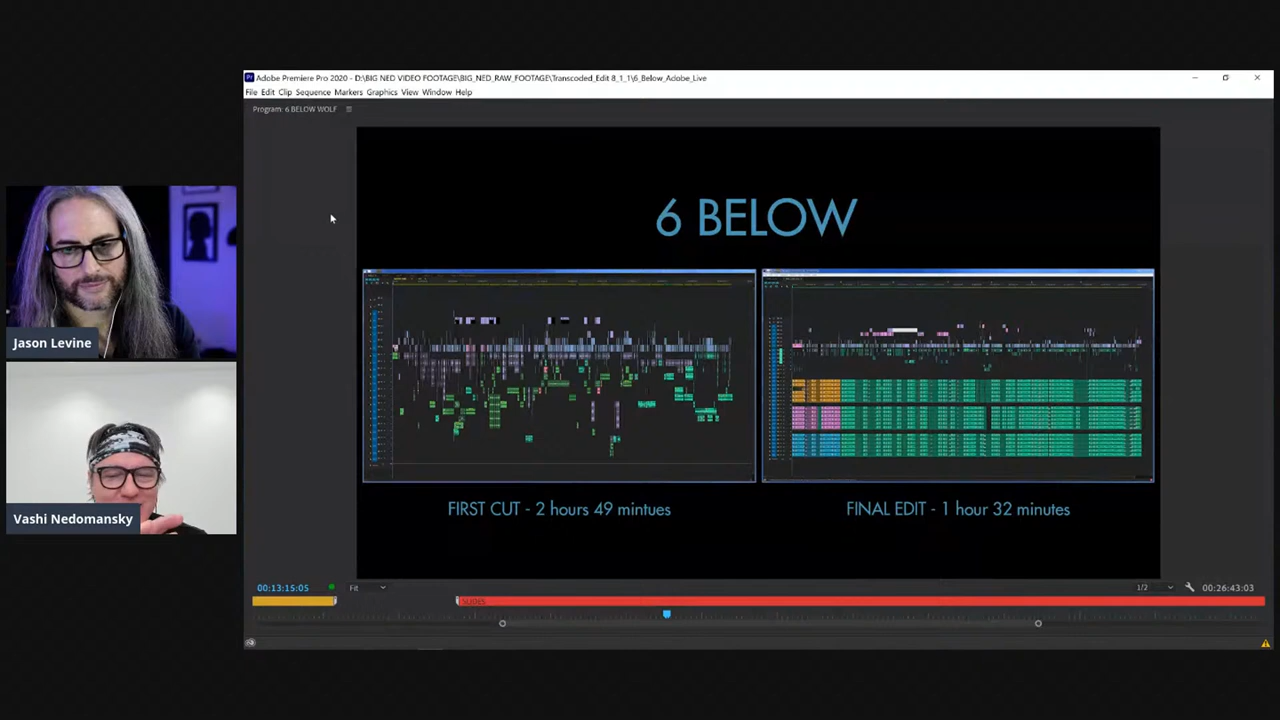 Adobe Premiere Pro 2020 - D:\BIG NED VIDEO FOOTAGE\BIG_NED_RAW_FOOTAGE\Transcoded_Edit 8_1_1\6_Below_Adobe_Live
File Edit Clip Sequence Markers Graphics View Window Help
Program: 6 BELOW WOLF
6 BELOW
Jason Levine
Vashi Nedomansky
FIRST CUT - 2 hours 49 mintues
FINAL EDIT - 1 hour 32 minutes
00:13:15:05
Fit
1/2
00:26:43:03
Slides